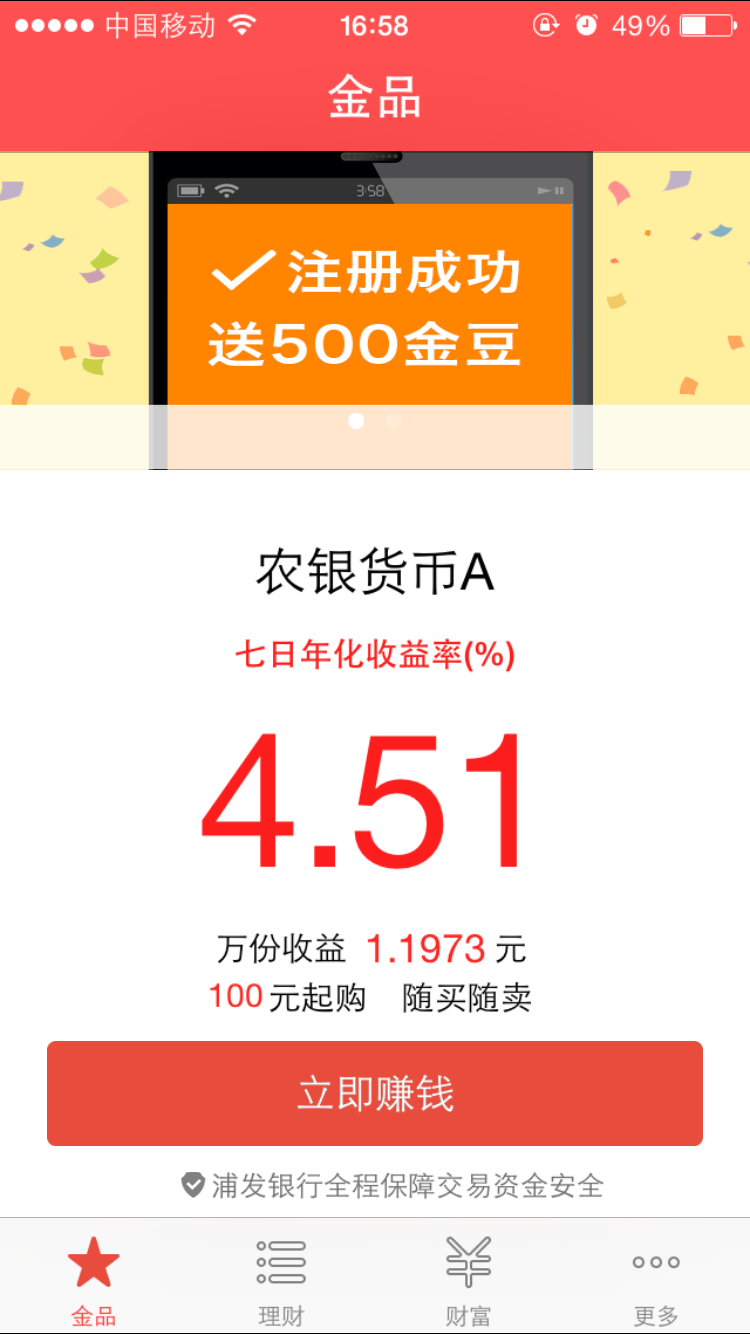 中国移动 16:58 49%
金品
3:58
注册成功
送500金豆
农银货币A
七日年化收益率(%)
4.51
万份收益 1.1973 元
100元起购 随买随卖
立即赚钱
浦发银行全程保障交易资金安全
金品 理财 财富 更多